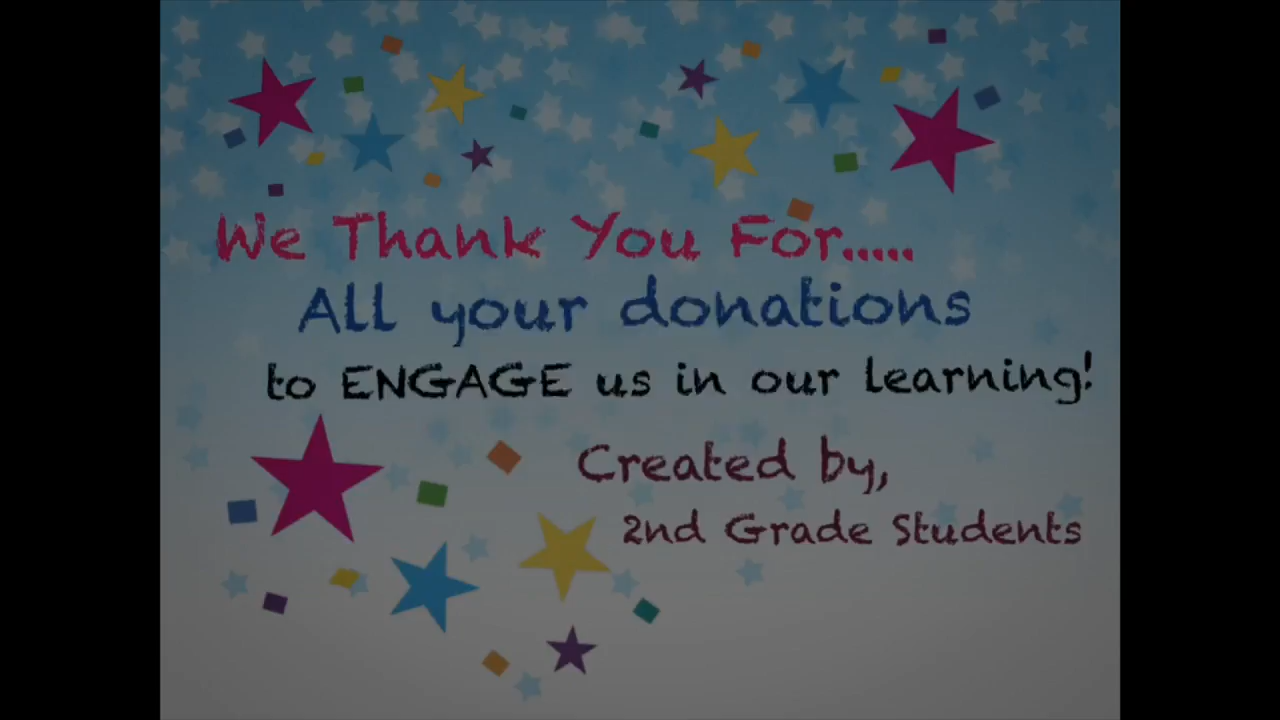 We Thank You For.....
All your donations
to ENGAGE us in our learning!
Created by,
2nd Grade Students